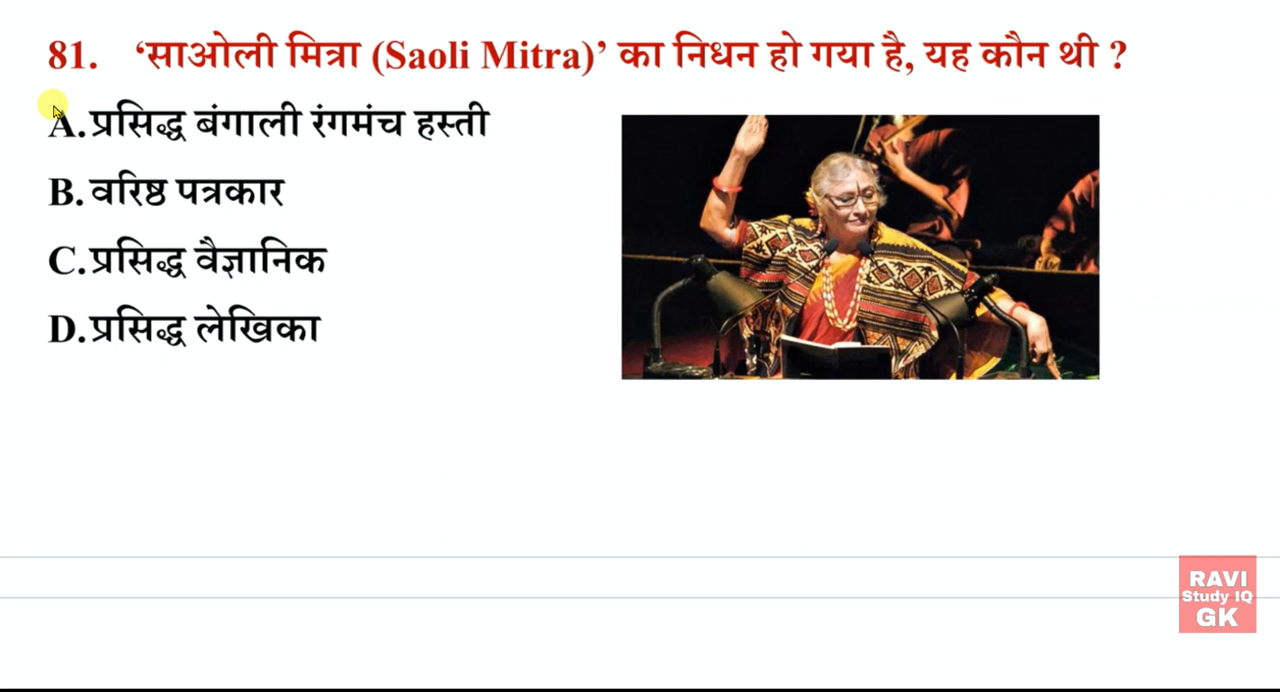 81. ‘साओली मित्रा (Saoli Mitra)’ का निधन हो गया है, यह कौन थी ?
A. प्रसिद्ध बंगाली रंगमंच हस्ती
B. वरिष्ठ पत्रकार
C. प्रसिद्ध वैज्ञानिक
D. प्रसिद्ध लेखिका
RAVI
Study IQ
GK